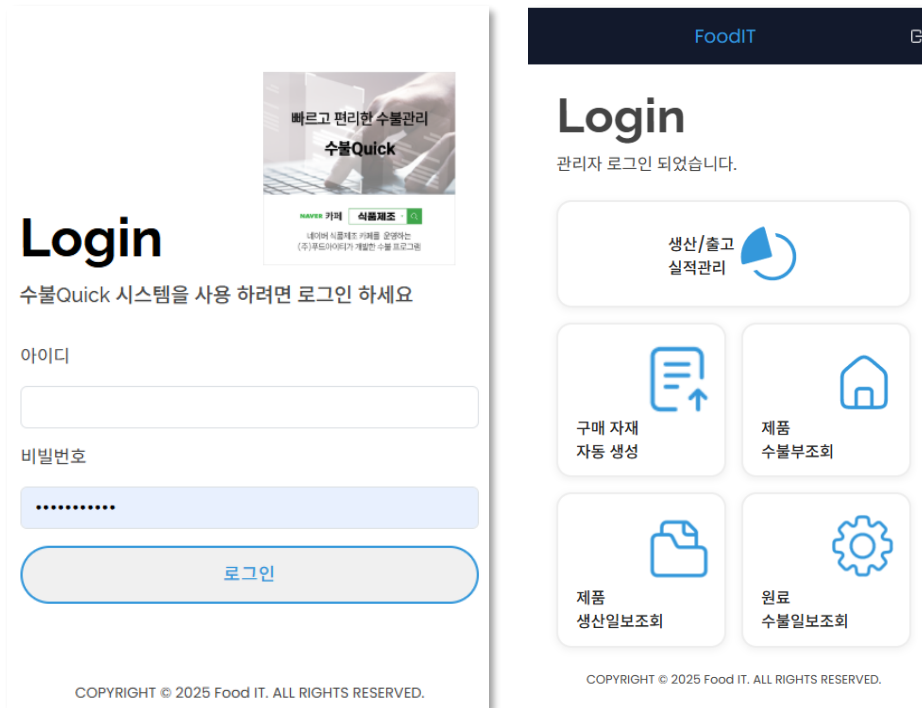 빠르고 편리한 수불관리
수불Quick
NAVER 카페 식품제조
네이버 식품제조 카페를 운영하는
(주)푸드아이티가 개발한 수불 프로그램
Login
수불Quick 시스템을 사용 하려면 로그인 하세요
아이디
비빌번호
•••••••••••
로그인
COPYRIGHT © 2025 Food IT. ALL RIGHTS RESERVED.
FoodIT
Login
관리자 로그인 되었습니다.
생산/출고
실적관리
구매 자재
자동 생성
제품
수불부조회
제품
생산일보조회
원료
수불일보조회
COPYRIGHT © 2025 Food IT. ALL RIGHTS RESERVED.